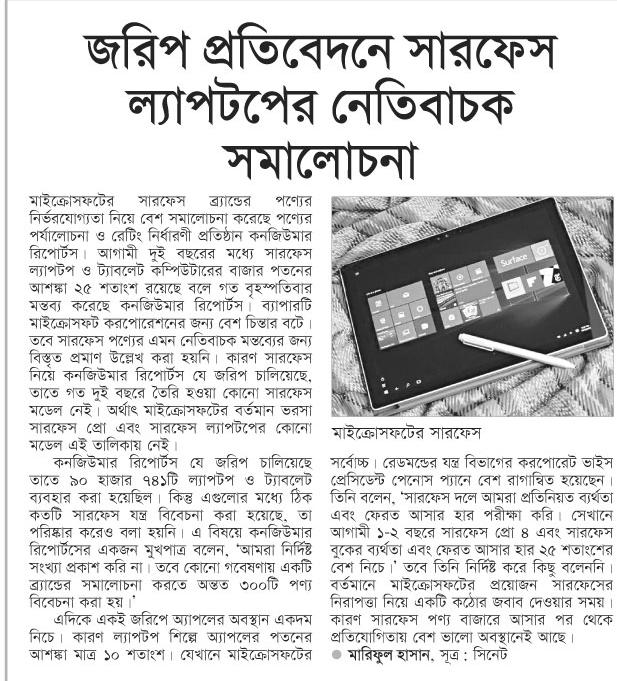 জরিপ প্রতিবেদনে সারফেস
ল্যাপটপের নেতিবাচক
সমালোচনা
মাইক্রোসফটের সারফেস ব্র্যান্ডের পণ্যের
নির্ভরযোগ্যতা নিয়ে বেশ সমালোচনা করেছে পণ্যের
পর্যালোচনা ও রেটিং নির্ধারণী প্রতিষ্ঠান কনজিউমার
রিপোর্টস। আগামী দুই বছরের মধ্যে সারফেস
ল্যাপটপ ও ট্যাবলেট কম্পিউটারের বাজার পতনের
আশঙ্কা ২৫ শতাংশ রয়েছে বলে গত বৃহস্পতিবার
মন্তব্য করেছে কনজিউমার রিপোর্টস। ব্যাপারটি
মাইক্রোসফট করপোরেশনের জন্য বেশ চিন্তার বটে।
তবে সারফেস পণ্যের এমন নেতিবাচক মন্তব্যের জন্য
বিস্তৃত প্রমাণ উল্লেখ করা হয়নি। কারণ সারফেস
নিয়ে কনজিউমার রিপোর্টস যে জরিপ চালিয়েছে,
তাতে গত দুই বছরে তৈরি হওয়া কোনো সারফেস
মডেল নেই। অর্থাৎ মাইক্রোসফটের বর্তমান ভরসা
সারফেস প্রো এবং সারফেস ল্যাপটপের কোনো
মডেল এই তালিকায় নেই।
কনজিউমার রিপোর্টস যে জরিপ চালিয়েছে
তাতে ৯০ হাজার ৭৪১টি ল্যাপটপ ও ট্যাবলেট
ব্যবহার করা হয়েছিল। কিন্তু এগুলোর মধ্যে ঠিক
কতটি সারফেস যন্ত্র বিবেচনা করা হয়েছে, তা
পরিষ্কার করেও বলা হয়নি। এ বিষয়ে কনজিউমার
রিপোর্টসের একজন মুখপাত্র বলেন, ‘আমরা নির্দিষ্ট
সংখ্যা প্রকাশ করি না। তবে কোনো গবেষণায় একটি
ব্র্যান্ডের সমালোচনা করতে অন্তত ৩০০টি পণ্য
বিবেচনা করা হয়।’
এদিকে একই জরিপে অ্যাপলের অবস্থান একদম
নিচে। কারণ ল্যাপটপ শিল্পে অ্যাপলের পতনের
আশঙ্কা মাত্র ১০ শতাংশ। যেখানে মাইক্রোসফটের
Surface
মাইক্রোসফটের সারফেস
সর্বোচ্চ। রেডমন্ডের যন্ত্র বিভাগের করপোরেট ভাইস
প্রেসিডেন্ট পেনোস প্যানে বেশ রাগান্বিত হয়েছেন।
তিনি বলেন, ‘সারফেস দলে আমরা প্রতিনিয়ত ব্যর্থতা
এবং ফেরত আসার হার পরীক্ষা করি। সেখানে
আগামী ১-২ বছরে সারফেস প্রো ৪ এবং সারফেস
বুকের ব্যর্থতা এবং ফেরত আসার হার ২৫ শতাংশের
বেশ নিচে।’ তবে তিনি নির্দিষ্ট করে কিছু বলেননি।
বর্তমানে মাইক্রোসফটের প্রয়োজন সারফেসের
নিরাপত্তা নিয়ে একটি কঠোর জবাব দেওয়ার সময়।
কারণ সারফেস পণ্য বাজারে আসার পর থেকে
প্রতিযোগিতায় বেশ ভালো অবস্থানেই আছে।
● মারিফুল হাসান, সূত্র : সিনেট